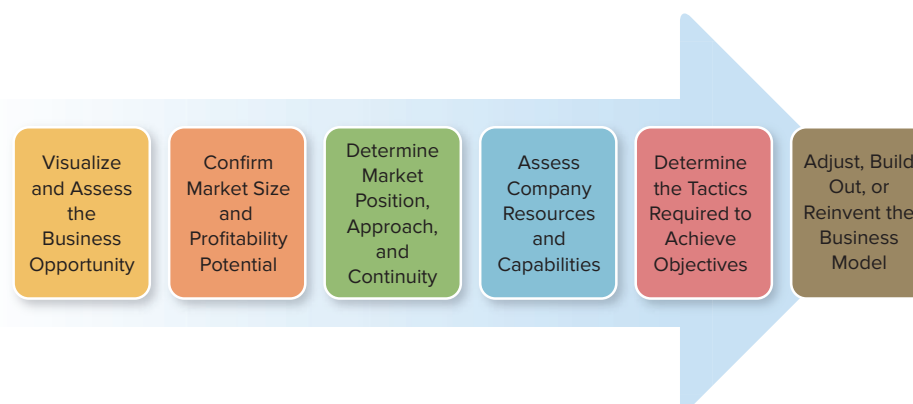 Visualize
and Assess
the
Business
Opportunity
Confirm
Market Size
and
Profitability
Potential
Determine
Market
Position,
Approach,
and
Continuity
Assess
Company
Resources
and
Capabilities
Determine
the Tactics
Required to
Achieve
Objectives
Adjust, Build
Out, or
Reinvent the
Business
Model